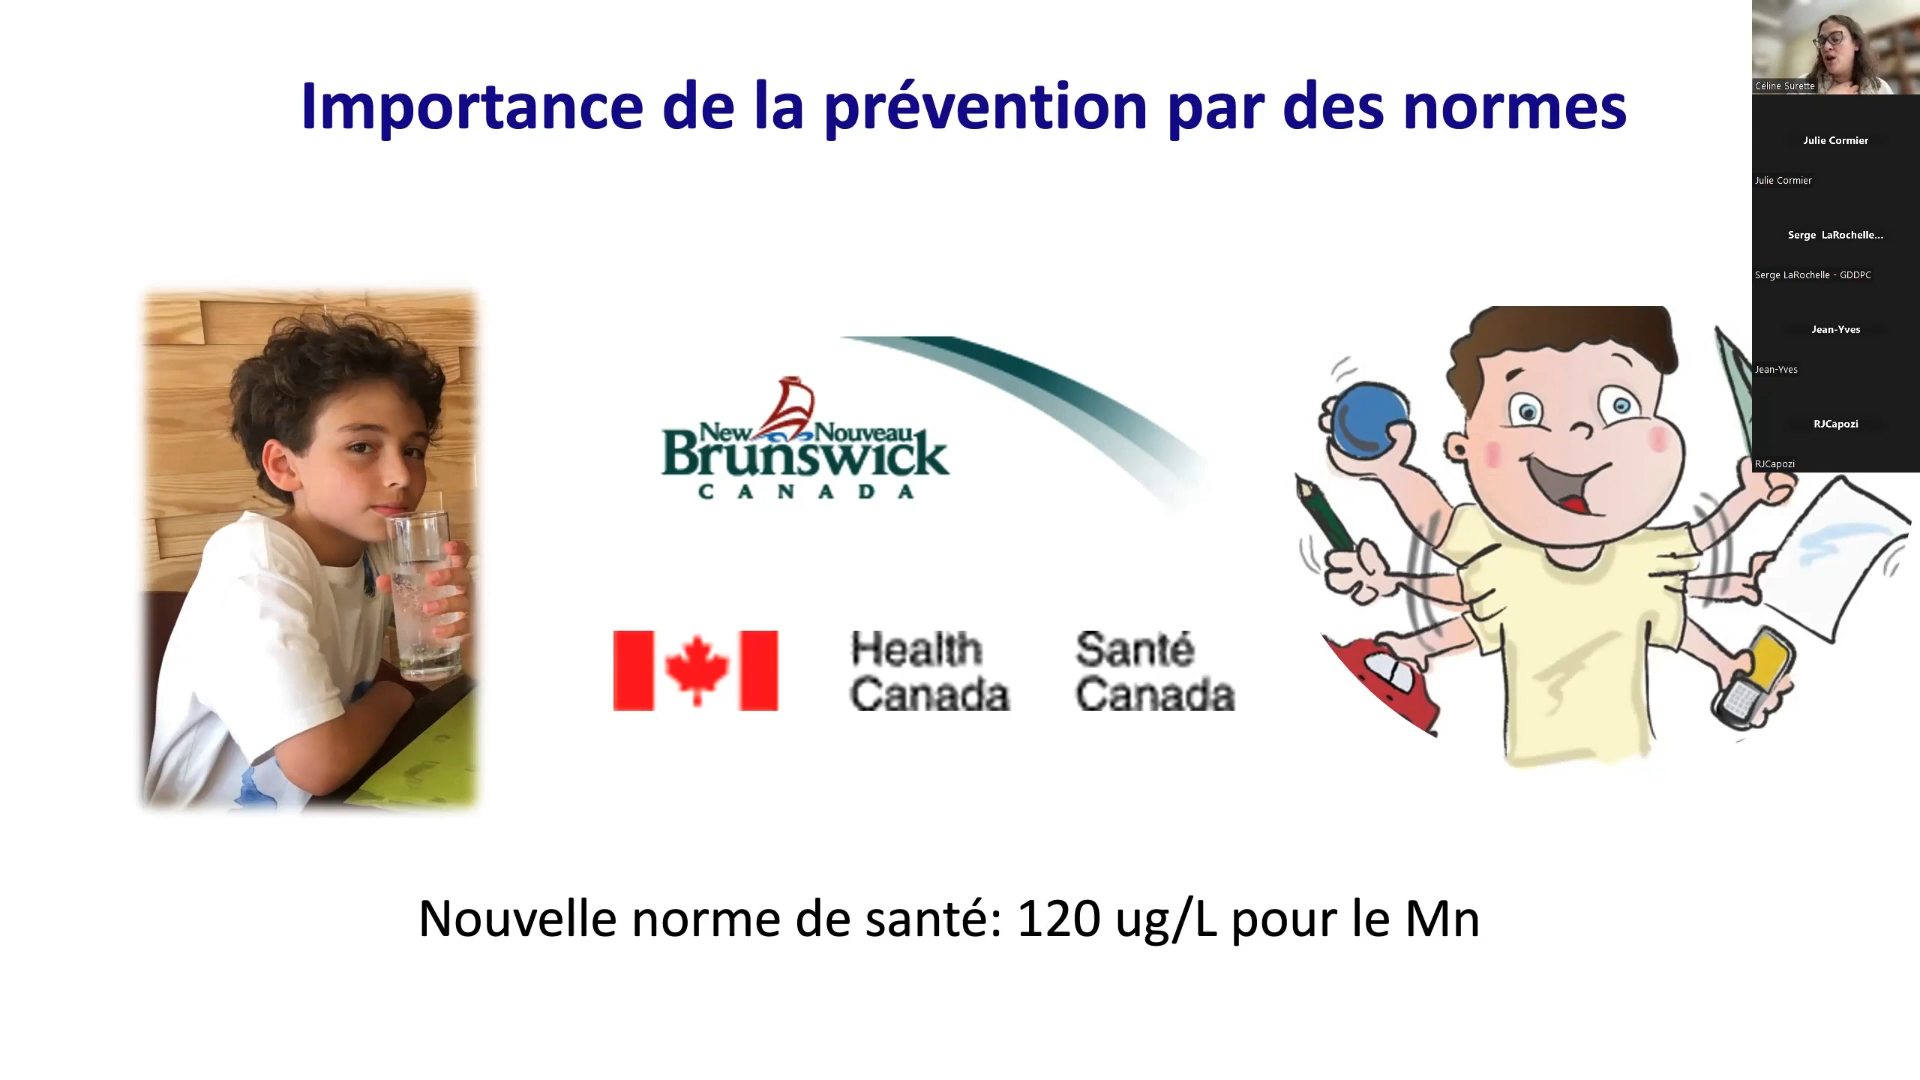 Importance de la prévention par des normes
New Nouveau
Brunswick
CANADA
Health
Canada
Santé
Canada
Nouvelle norme de santé: 120 ug/L pour le Mn
Céline Surette
Julie Cormier
Julie Cormier
Serge LaRochelle...
Serge LaRochelle - GDDPC
Jean-Yves
Jean-Yves
RJCapozi
RJCapozi